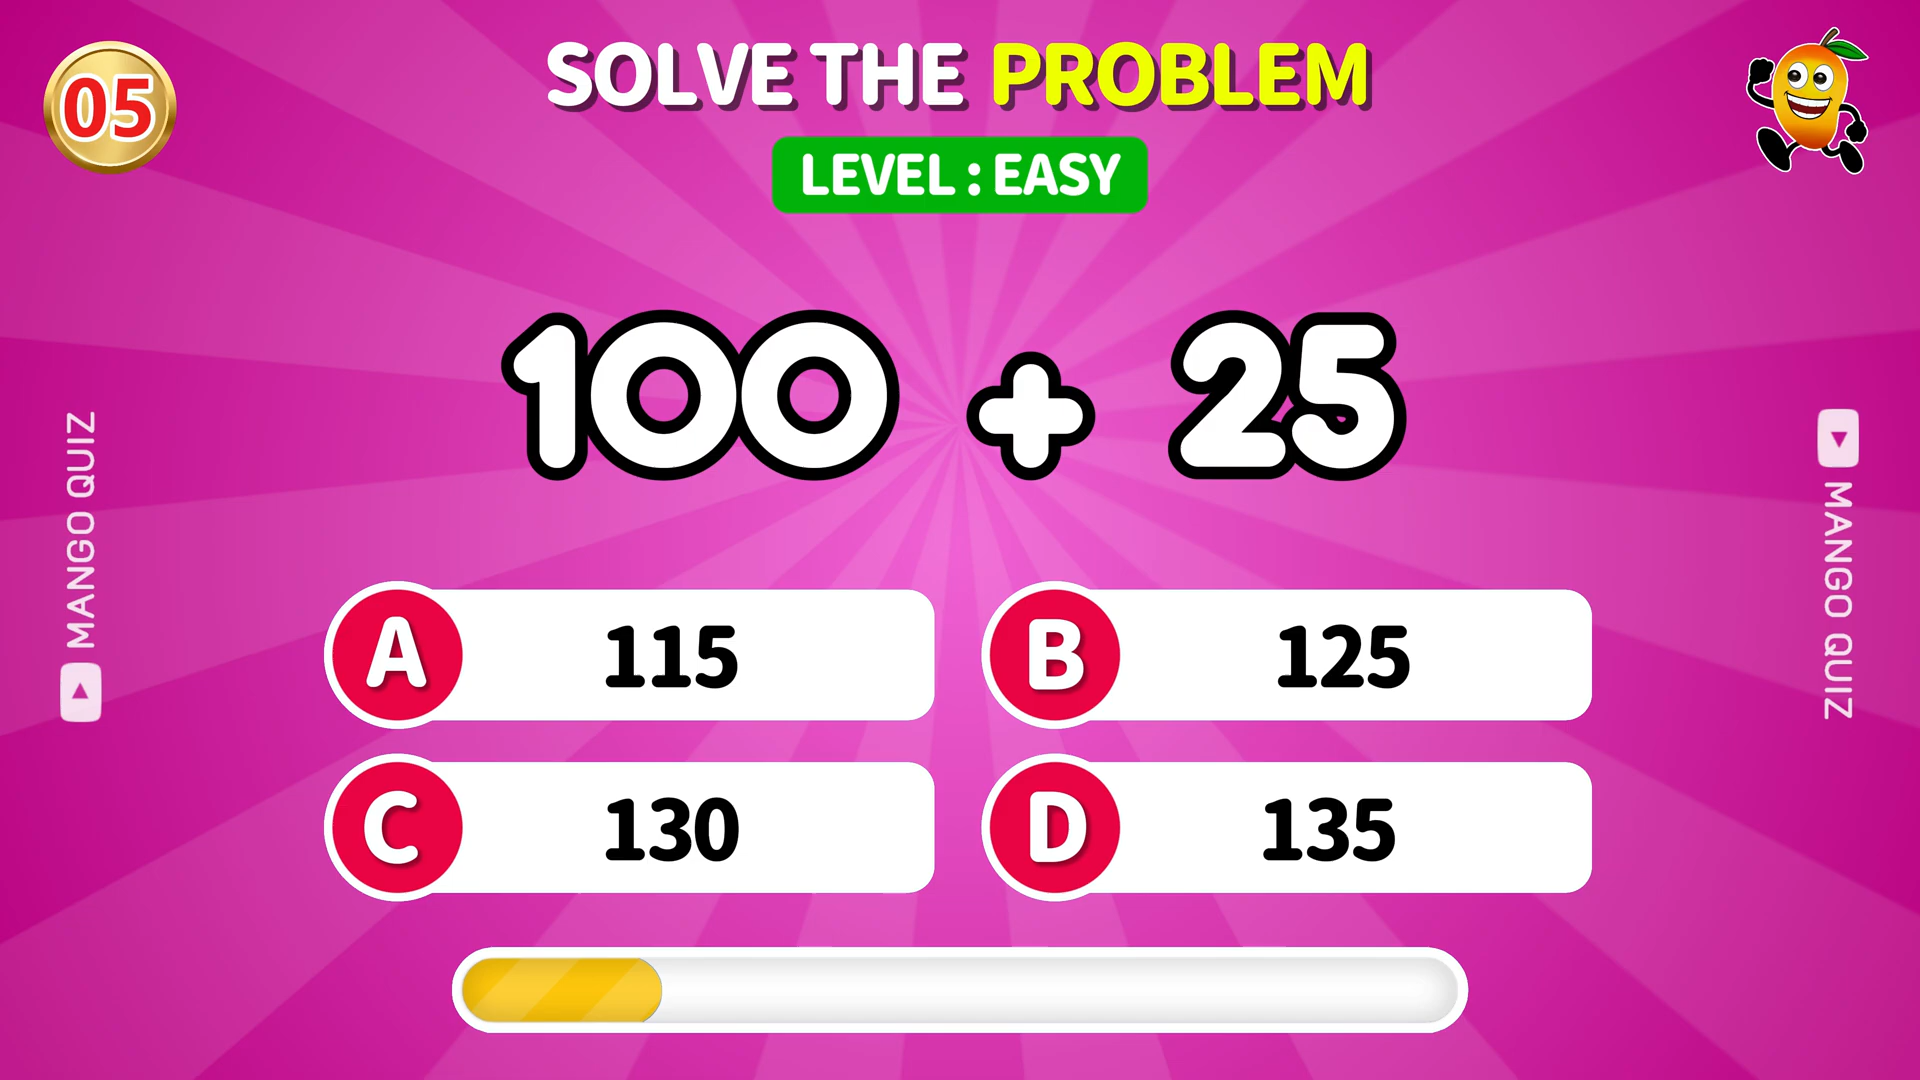 05
SOLVE THE PROBLEM
LEVEL : EASY
100 + 25
MANGO QUIZ
MANGO QUIZ
A 115
B 125
C 130
D 135